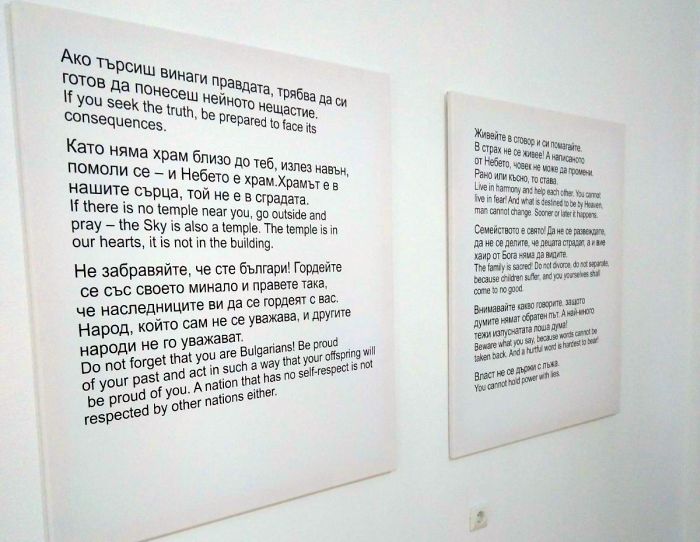 Ако търсиш винаги правдата, трябва да си
готов да понесеш нейното нещастие.
If you seek the truth, be prepared to face its
consequences.
Като няма храм близо до теб, излез навън,
помоли се – и Небето е храм.Храмът е в
нашите сърца, той не е в сградата.
If there is no temple near you, go outside and
pray – the Sky is also a temple. The temple is in
our hearts, it is not in the building.
Не забравяйте, че сте българи! Гордейте
се със своето минало и правете така,
че наследниците ви да се гордеят с вас.
Народ, който сам не се уважава, и другите
народи не го уважават.
Do not forget that you are Bulgarians! Be proud
of your past and act in such a way that your offspring will
be proud of you. A nation that has no self-respect is not
respected by other nations either.
Живейте в сговор и си помагайте.
В страх не се живее! А написаното
от Небето, човек не може да промени.
Рано или късно, то става.
Live in harmony and help each other. You cannot
live in fear! And what is destined to be by Heaven,
man cannot change. Sooner or later it happens.
Семейството е свято! Да не се развеждате,
да не се делите, че децата страдат, а и вие
хаир от Бога няма да видите.
The family is sacred! Do not divorce, do not separate,
because children suffer, and you yourselves shall
come to no good.
Внимавайте какво говорите, защото
думите нямат обратен път. А най-много
тежи изпуснатата лоша дума!
Beware what you say, because words cannot be
taken back. And a hurtful word is hardest to bear!
Власт не се държи с лъжа.
You cannot hold power with lies.